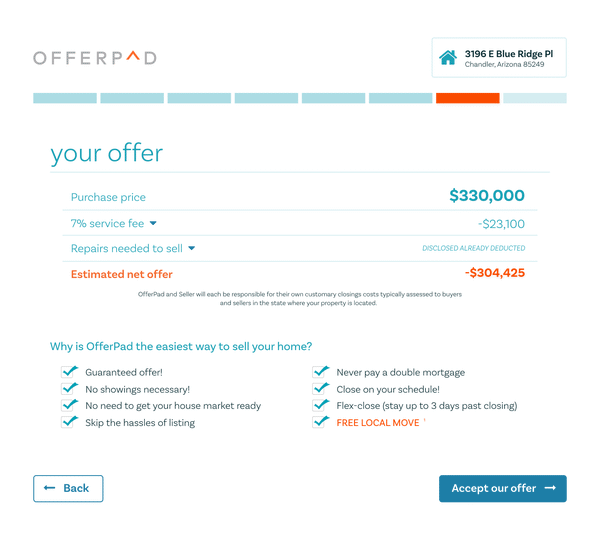 OFFERPAD
3196 E Blue Ridge Pl
Chandler, Arizona 85249
your offer
Purchase price $330,000
7% service fee -$23,100
Repairs needed to sell DISCLOSED ALREADY DEDUCTED
Estimated net offer -$304,425
OfferPad and Seller will each be responsible for their own customary closings costs typically assessed to buyers
and sellers in the state where your property is located.
Why is OfferPad the easiest way to sell your home?
Guaranteed offer!
No showings necessary!
No need to get your house market ready
Skip the hassles of listing
Never pay a double mortgage
Close on your schedule!
Flex-close (stay up to 3 days past closing)
FREE LOCAL MOVE
Back
Accept our offer